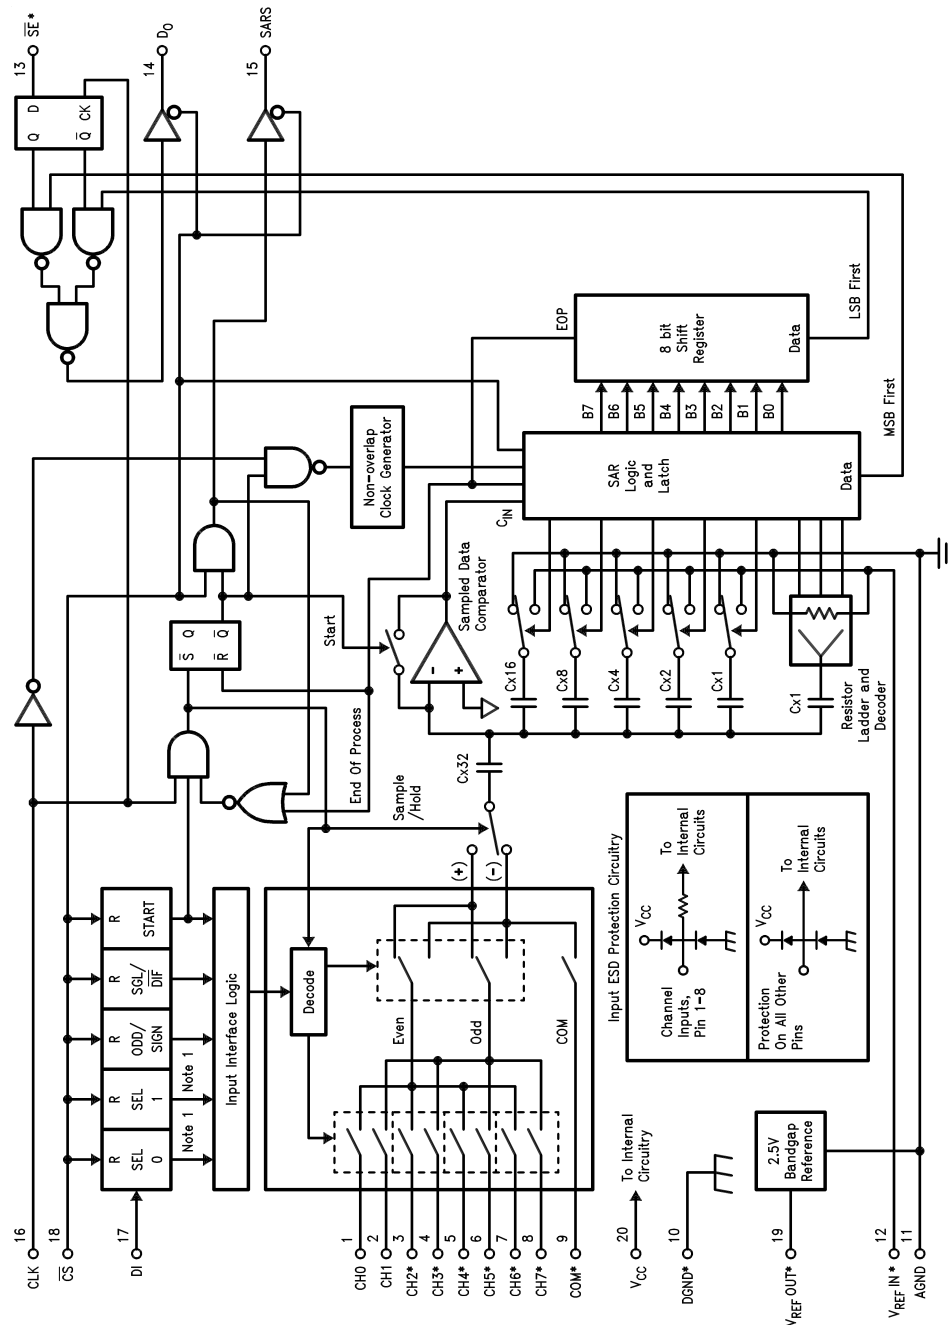 16
CLK
18
CS
17
DI
R
START
R
SGL/
DIF
R
ODD/
SIGN
R
SEL
1
R
SEL
0
Note 1
Note 1
Input Interface Logic
S
Q
R
Q
Start
End Of Process
Sample
/Hold
13
SE*
D
Q
Q
CK
14
DO
15
SARS
Non-overlap
Clock Generator
EOP
8 bit
Shift
Register
Data
LSB First
B7
B6
B5
B4
B3
B2
B1
B0
MSB First
SAR
Logic
and
Latch
Data
CIN
Sampled Data
Comparator
-
+
Cx32
Cx16
Cx8
Cx4
Cx2
Cx1
Cx1
Resistor
Ladder and
Decoder
(+)
(-)
Decode
Even
Odd
COM
1
CH0
2
CH1
3
CH2*
4
CH3*
5
CH4*
6
CH5*
7
CH6*
8
CH7*
9
COM*
Input ESD Protection Circuitry
VCC
To
Internal
Circuits
Channel
Inputs,
Pin 1-8
VCC
To
Internal
Circuits
Protection
On All Other
Pins
20
VCC
To Internal
Circuitry
10
DGND*
2.5V
Bandgap
Reference
19
VREF OUT*
12
VREF IN*
11
AGND